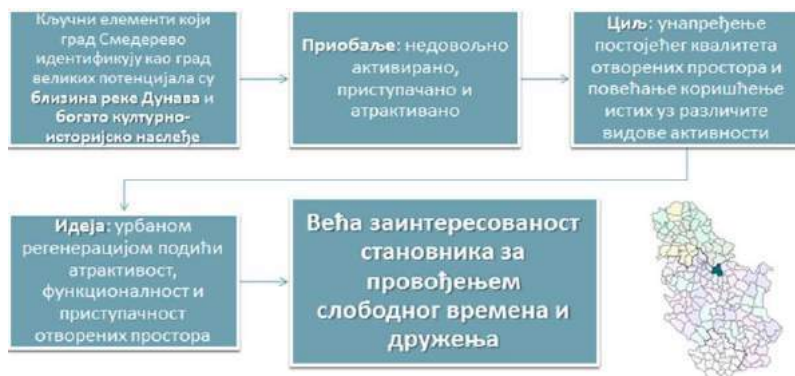 Кључни елементи који
град Смедерево
идентификују као град
великих потенцијала су
близина реке Дунава и
богато културно-
историјско наслеђе
Приобаље: недовољно
активирано,
приступачано и
атрактивано
Циљ: унапређење
постојећег квалитета
отворених простора и
повећање коришћење
истих уз различите
видове активности
Идеја: урбаном
регенерацијом подићи
атрактивост,
функционалност и
приступачност
отворених простора
Већа заинтересованост
становника за
провођењем
слободног времена и
дружења